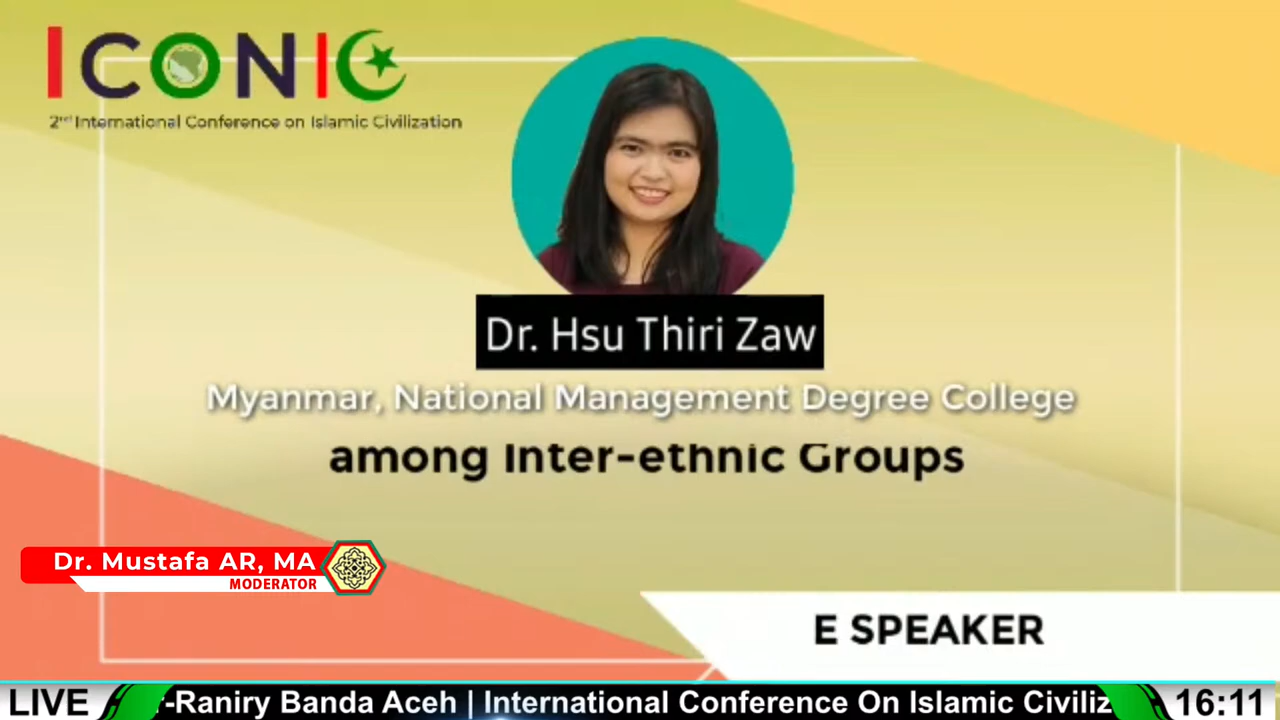 ICONIC
2nd International Conference on Islamic Civilization
Dr. Hsu Thiri Zaw
Myanmar, National Management Degree College
among Inter-ethnic Groups
Dr. Mustafa AR, MA
MODERATOR
E SPEAKER
LIVE
-Raniry Banda Aceh | International Conference On Islamic Civiliz
16:11